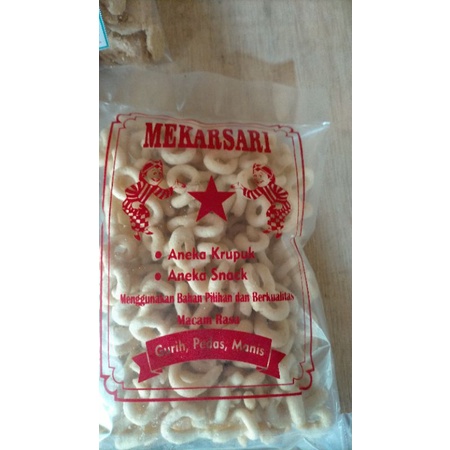 MEKARSARI
• Aneka Krupuk
• Aneka Snack
Menggunakan Bahan Pilihan dan Berkualitas
Macam Rasa
Gurih, Pedas, Manis